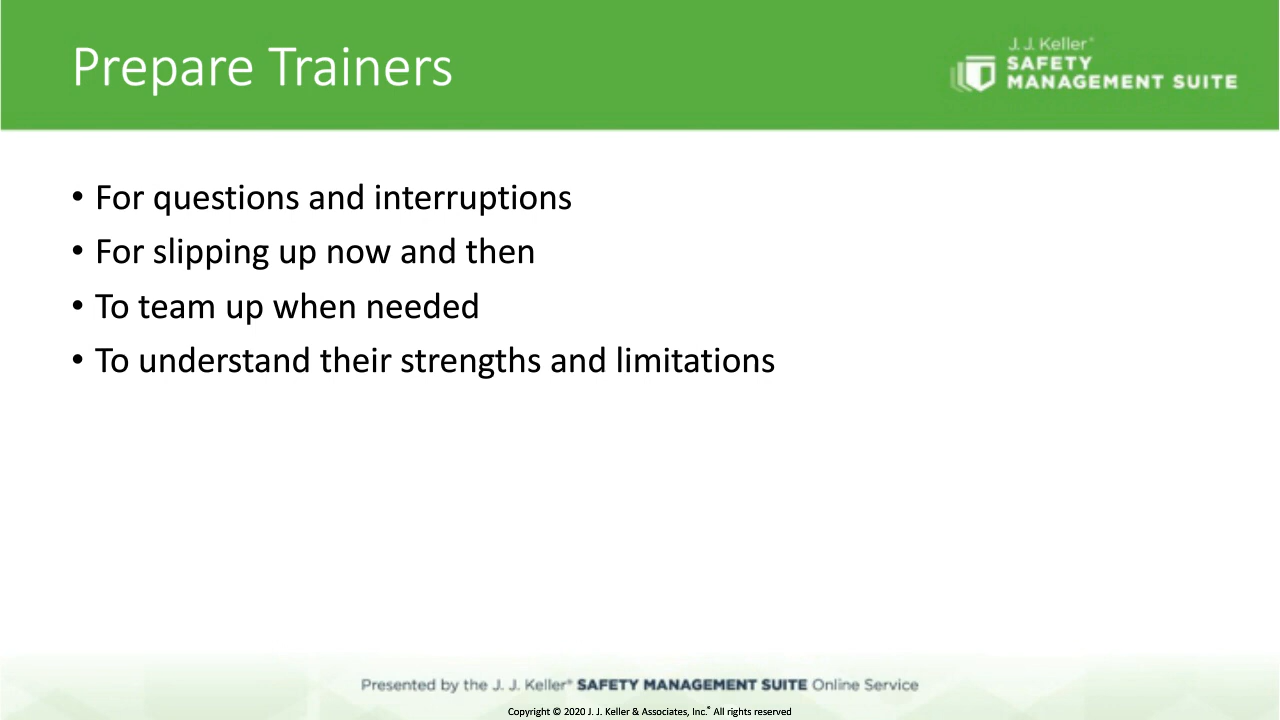 Prepare Trainers
J. J. Keller®
SAFETY
MANAGEMENT SUITE
• For questions and interruptions
• For slipping up now and then
• To team up when needed
• To understand their strengths and limitations
Presented by the J. J. Keller® SAFETY MANAGEMENT SUITE Online Service
Copyright © 2020 J. J. Keller & Associates, Inc.® All rights reserved